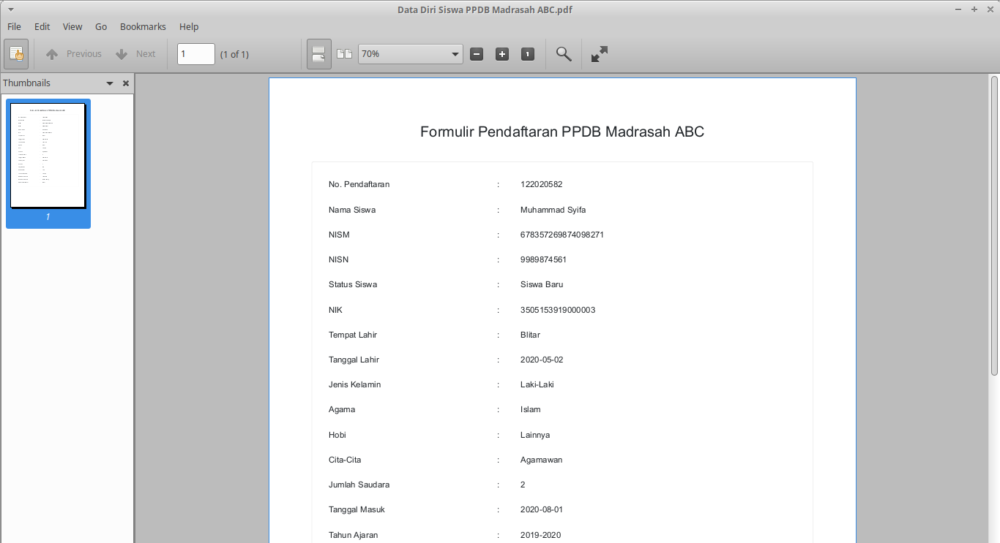 Data Diri Siswa PPDB Madrasah ABC.pdf
File Edit View Go Bookmarks Help
Previous Next 1 (1 of 1) 70% 1
Thumbnails
1
Formulir Pendaftaran PPDB Madrasah ABC
No. Pendaftaran : 122020582
Nama Siswa : Muhammad Syifa
NISM : 678357269874098271
NISN : 9989874561
Status Siswa : Siswa Baru
NIK : 3505153919000003
Tempat Lahir : Blitar
Tanggal Lahir : 2020-05-02
Jenis Kelamin : Laki-Laki
Agama : Islam
Hobi : Lainnya
Cita-Cita : Agamawan
Jumlah Saudara : 2
Tanggal Masuk : 2020-08-01
Tahun Ajaran : 2019-2020